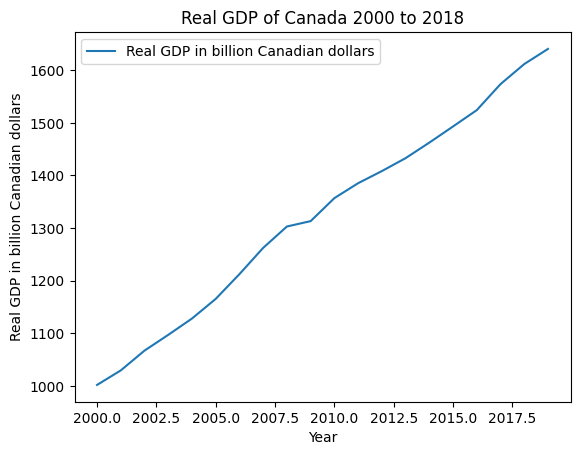 Real GDP of Canada 2000 to 2018
Real GDP in billion Canadian dollars
Real GDP in billion Canadian dollars
1600
1500
1400
1300
1200
1100
1000
2000.0 2002.5 2005.0 2007.5 2010.0 2012.5 2015.0 2017.5
Year